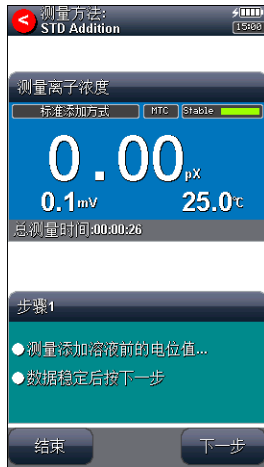 测量方法:
STD Addition
15:00
测量离子浓度
标准添加方式 MTC Stable
0.00pX
0.1mV 25.0℃
总测量时间:00:00:26
步骤1
测量添加溶液前的电位值...
数据稳定后按下一步
结束 下一步